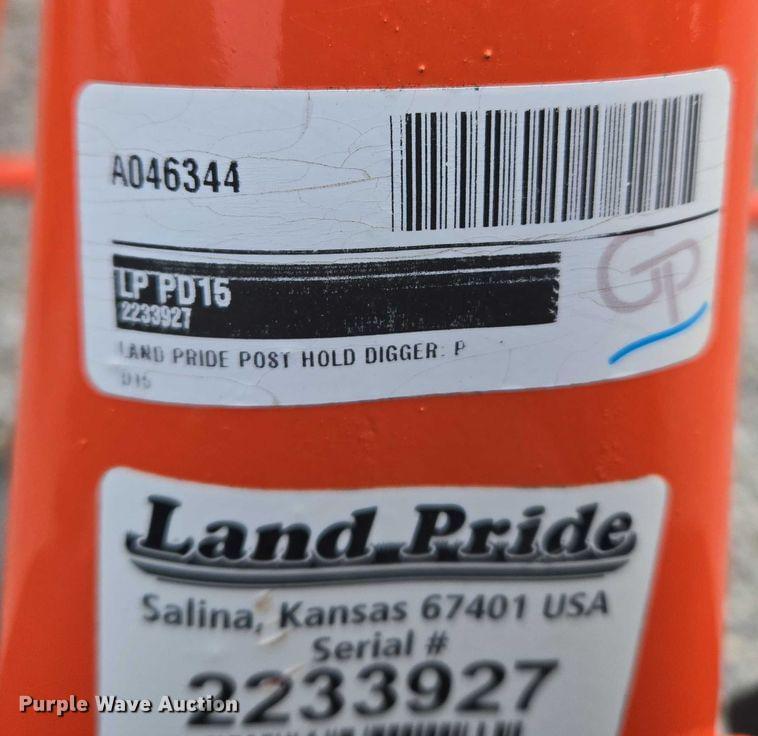 A046344
LP PD15
2233927
LAND PRIDE POST HOLD DIGGER: P
D15
GP
Land Pride
Salina, Kansas 67401 USA
Serial #
2233927
Purple Wave Auction